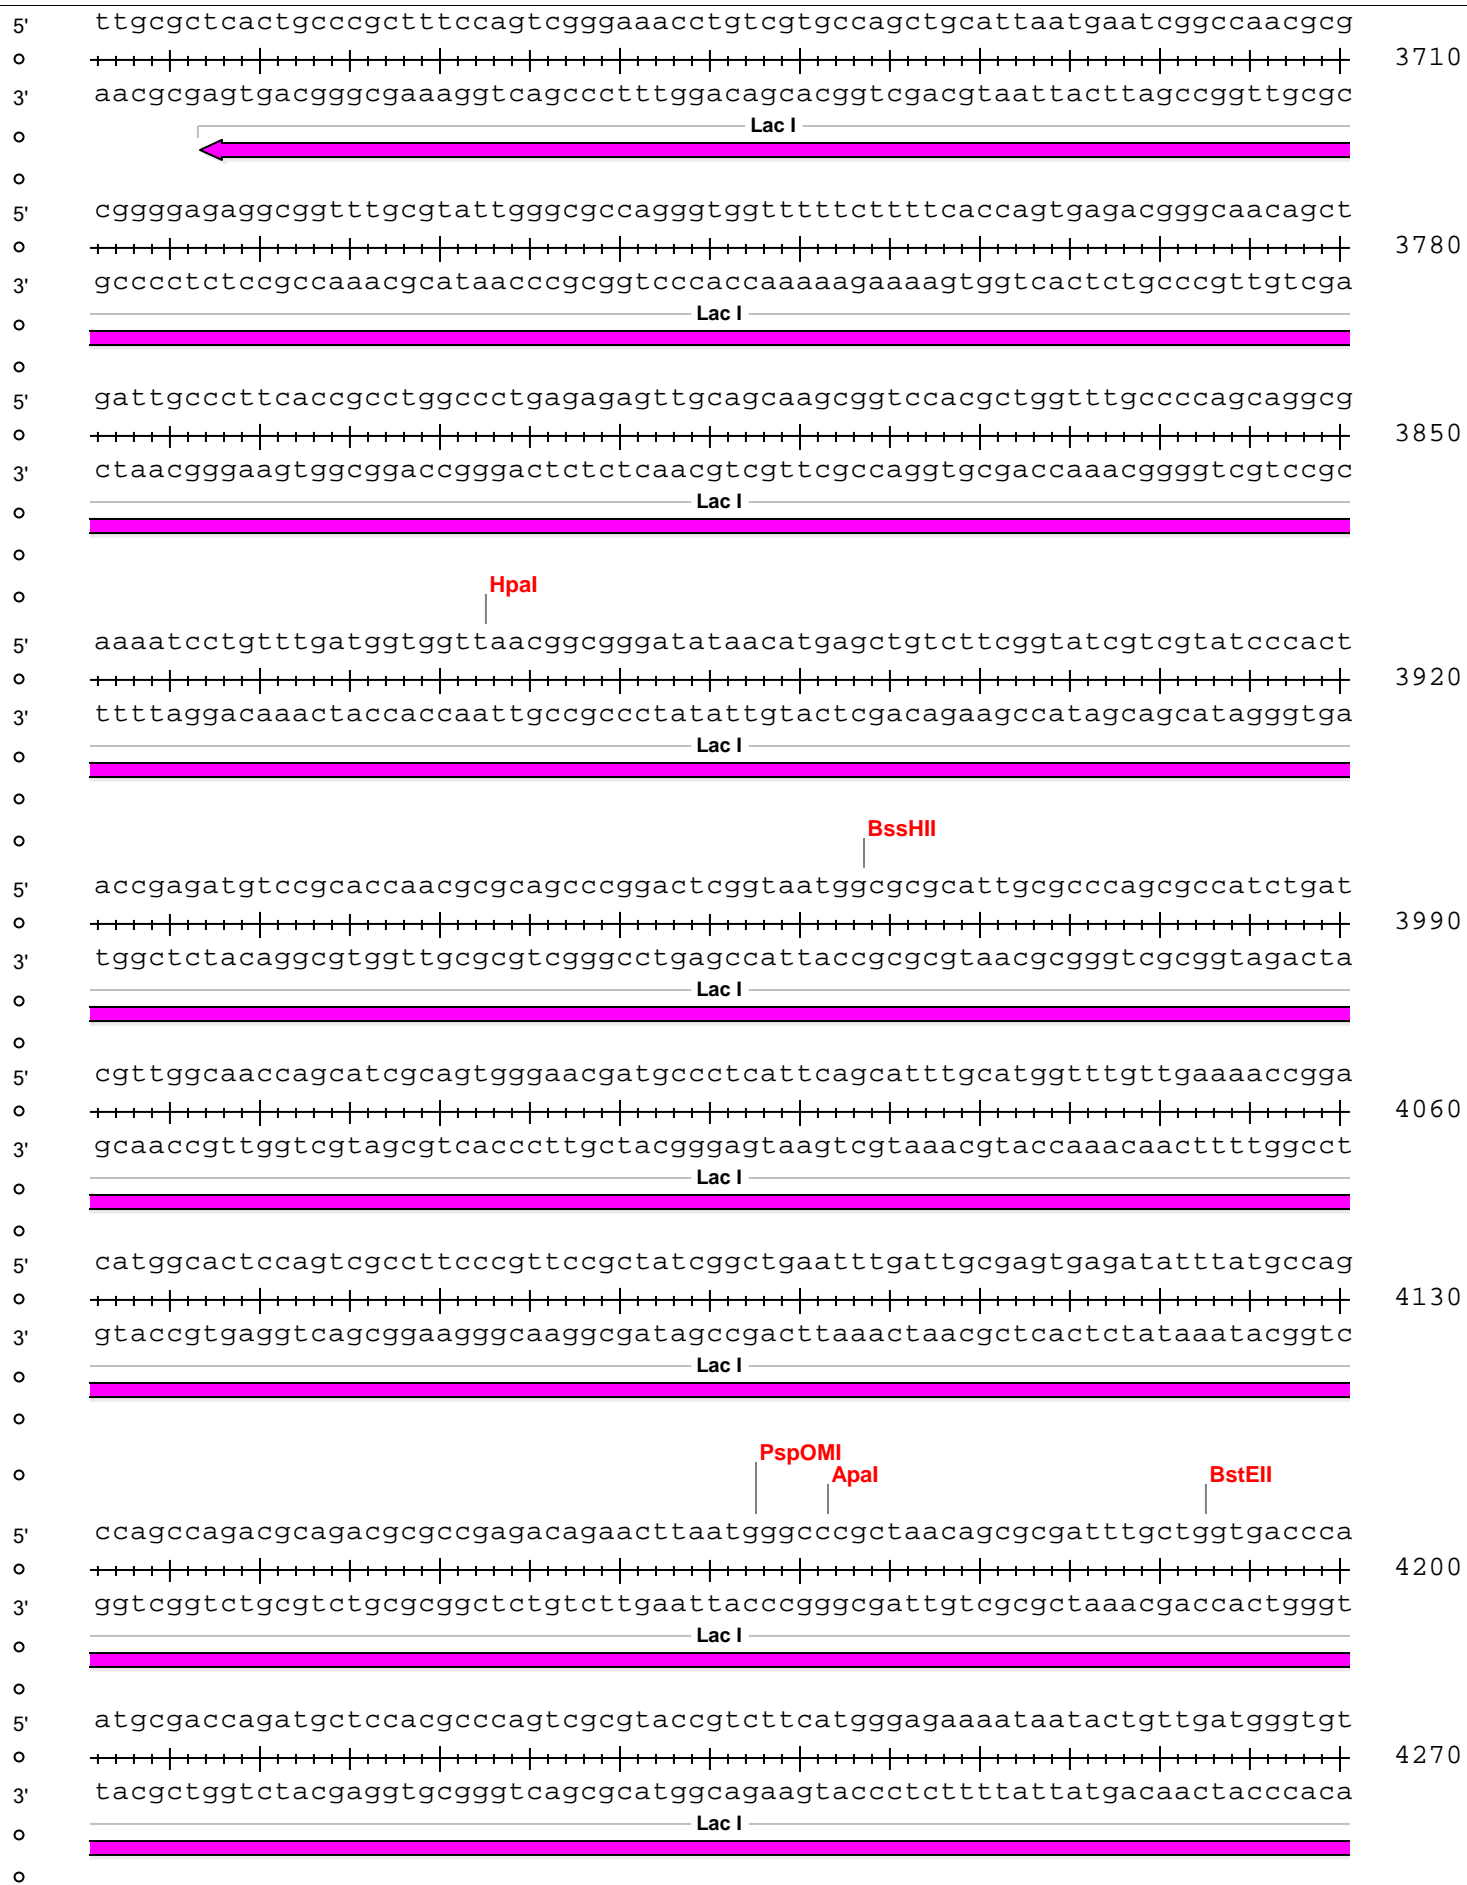 5' ttgcgctcactgcccgctttccagtcgggaaacctgtcgtgccagctgcattaatgaatcggccaacgcg
3710
3' aacgcgagtgacgggcgaaaggtcagccctttggacagcacggtcgacgtaattacttagccggttgcgc
Lac I
5' cggggagaggcggtttgcgtattgggcgccagggtggtttttcttttcaccagtgagacgggcaacagct
3780
3' gcccctctccgccaaacgcataacccgcggtcccaccaaaaagaaaagtggtcactctgcccgttgtcga
Lac I
5' gattgcccttcaccgcctggccctgagagagttgcagcaagcggtccacgctggtttgccccagcaggcg
3850
3' ctaacgggaagtggcggaccgggactctctcaacgtcgttcgccaggtgcgaccaaacggggtcgtccgc
Lac I
HpaI
5' aaaatcctgtttgatggtggttaacggcgggatataacatgagctgtcttcggtatcgtcgtatcccact
3920
3' ttttaggacaaactaccaccaattgccgccctatattgtactcgacagaagccatagcagcatagggtga
Lac I
BssHII
5' accgagatgtccgcaccaacgcgcagcccggactcggtaatggcgcgcattgcgcccagcgccatctgat
3990
3' tggctctacaggcgtggttgcgcgtcgggcctgagccattaccgcgcgtaacgcgggtcgcggtagacta
Lac I
5' cgttggcaaccagcatcgcagtgggaacgatgccctcattcagcatttgcatggtttgttgaaaaccgga
4060
3' gcaaccgttggtcgtagcgtcacccttgctacgggagtaagtcgtaaacgtaccaaacaacttttggcct
Lac I
5' catggcactccagtcgccttcccgttccgctatcggctgaatttgattgcgagtgagatatttatgccag
4130
3' gtaccgtgaggtcagcggaagggcaaggcgatagccgacttaaactaacgctcactctataaatacggtc
Lac I
PspOMI
ApaI BstEII
5' ccagccagacgcagacgcgccgagacagaacttaatgggcccgctaacagcgcgatttgctggtgaccca
4200
3' ggtcggtctgcgtctgcgcggctctgtcttgaattacccgggcgattgtcgcgctaaacgaccactgggt
Lac I
5' atgcgaccagatgctccacgcccagtcgcgtaccgtcttcatgggagaaaataatactgttgatgggtgt
4270
3' tacgctggtctacgaggtgcgggtcagcgcatggcagaagtaccctcttttattatgacaactacccaca
Lac I